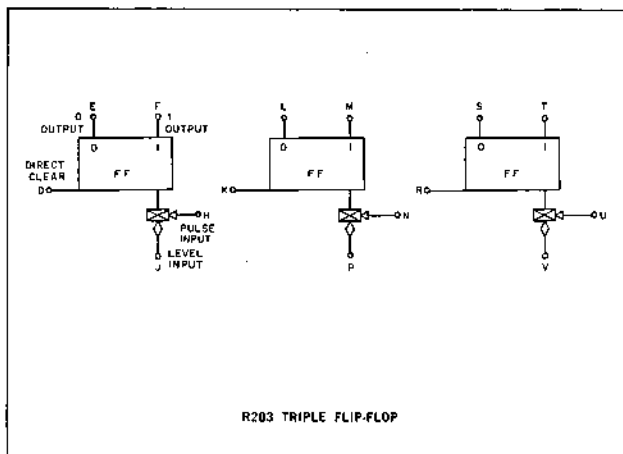 E F L M S T
0 OUTPUT 1 OUTPUT
0 1 0 1 0 1
FF FF FF
DIRECT CLEAR
D K R
H N U
PULSE INPUT
LEVEL INPUT
J P V
R203 TRIPLE FLIP-FLOP